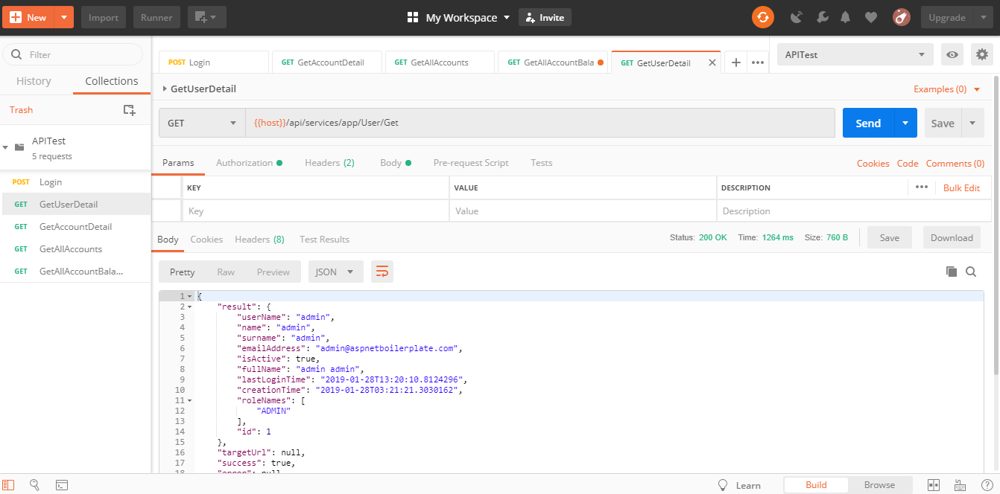 New Import Runner My Workspace Invite Upgrade
Filter
History Collections
Trash
APITest
5 requests
POST Login
GET GetUserDetail
GET GetAccountDetail
GET GetAllAccounts
GET GetAllAccountBala...
POST Login GET GetAccountDetail GET GetAllAccounts GET GetAllAccountBala GET GetUserDetail
APITest
GetUserDetail Examples (0)
GET {{host}}/api/services/app/User/Get Send Save
Params Authorization Headers (2) Body Pre-request Script Tests Cookies Code Comments (0)
KEY VALUE DESCRIPTION Bulk Edit
Key Value Description
Body Cookies Headers (8) Test Results Status: 200 OK Time: 1264 ms Size: 760 B Save Download
Pretty Raw Preview JSON
1 {
2 "result": {
3 "userName": "admin",
4 "name": "admin",
5 "surname": "admin",
6 "emailAddress": "admin@aspnetboilerplate.com",
7 "isActive": true,
8 "fullName": "admin admin",
9 "lastLoginTime": "2019-01-28T13:20:10.8124296",
10 "creationTime": "2019-01-28T03:21:21.3030162",
11 "roleNames": [
12 "ADMIN"
13 ],
14 "id": 1
15 },
16 "targetUrl": null,
17 "success": true,
18 "error": null
Learn Build Browse